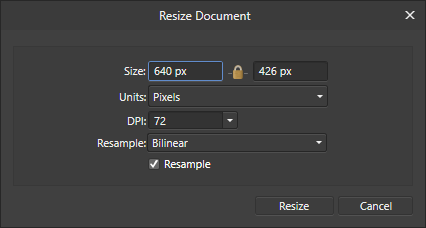 Resize Document
Size: 640 px 426 px
Units: Pixels
DPI: 72
Resample: Bilinear
Resample
Resize Cancel